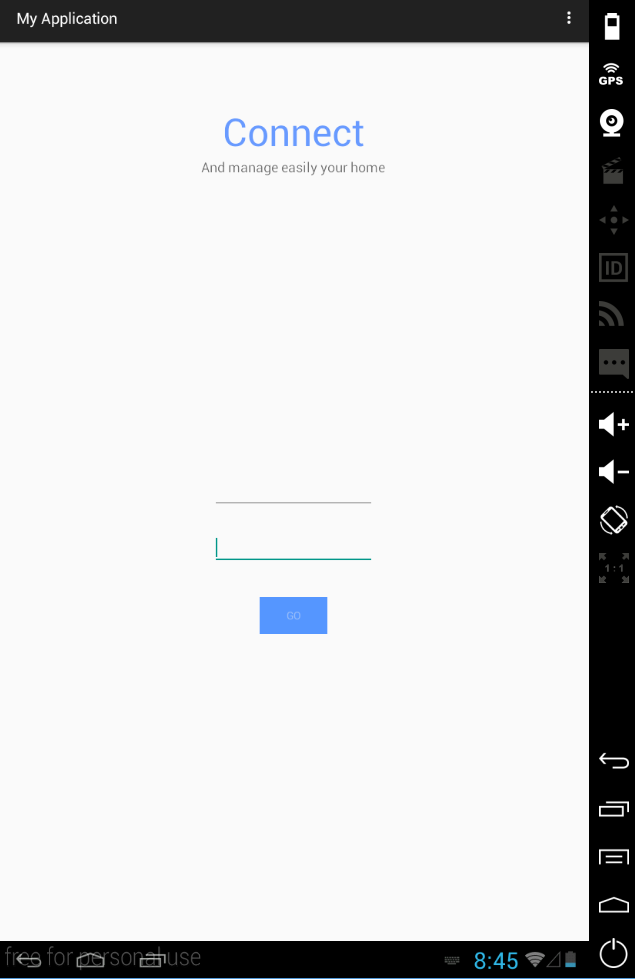 My Application
GPS
Connect
And manage easily your home
ID
1:1
GO
free for personal use
8:45